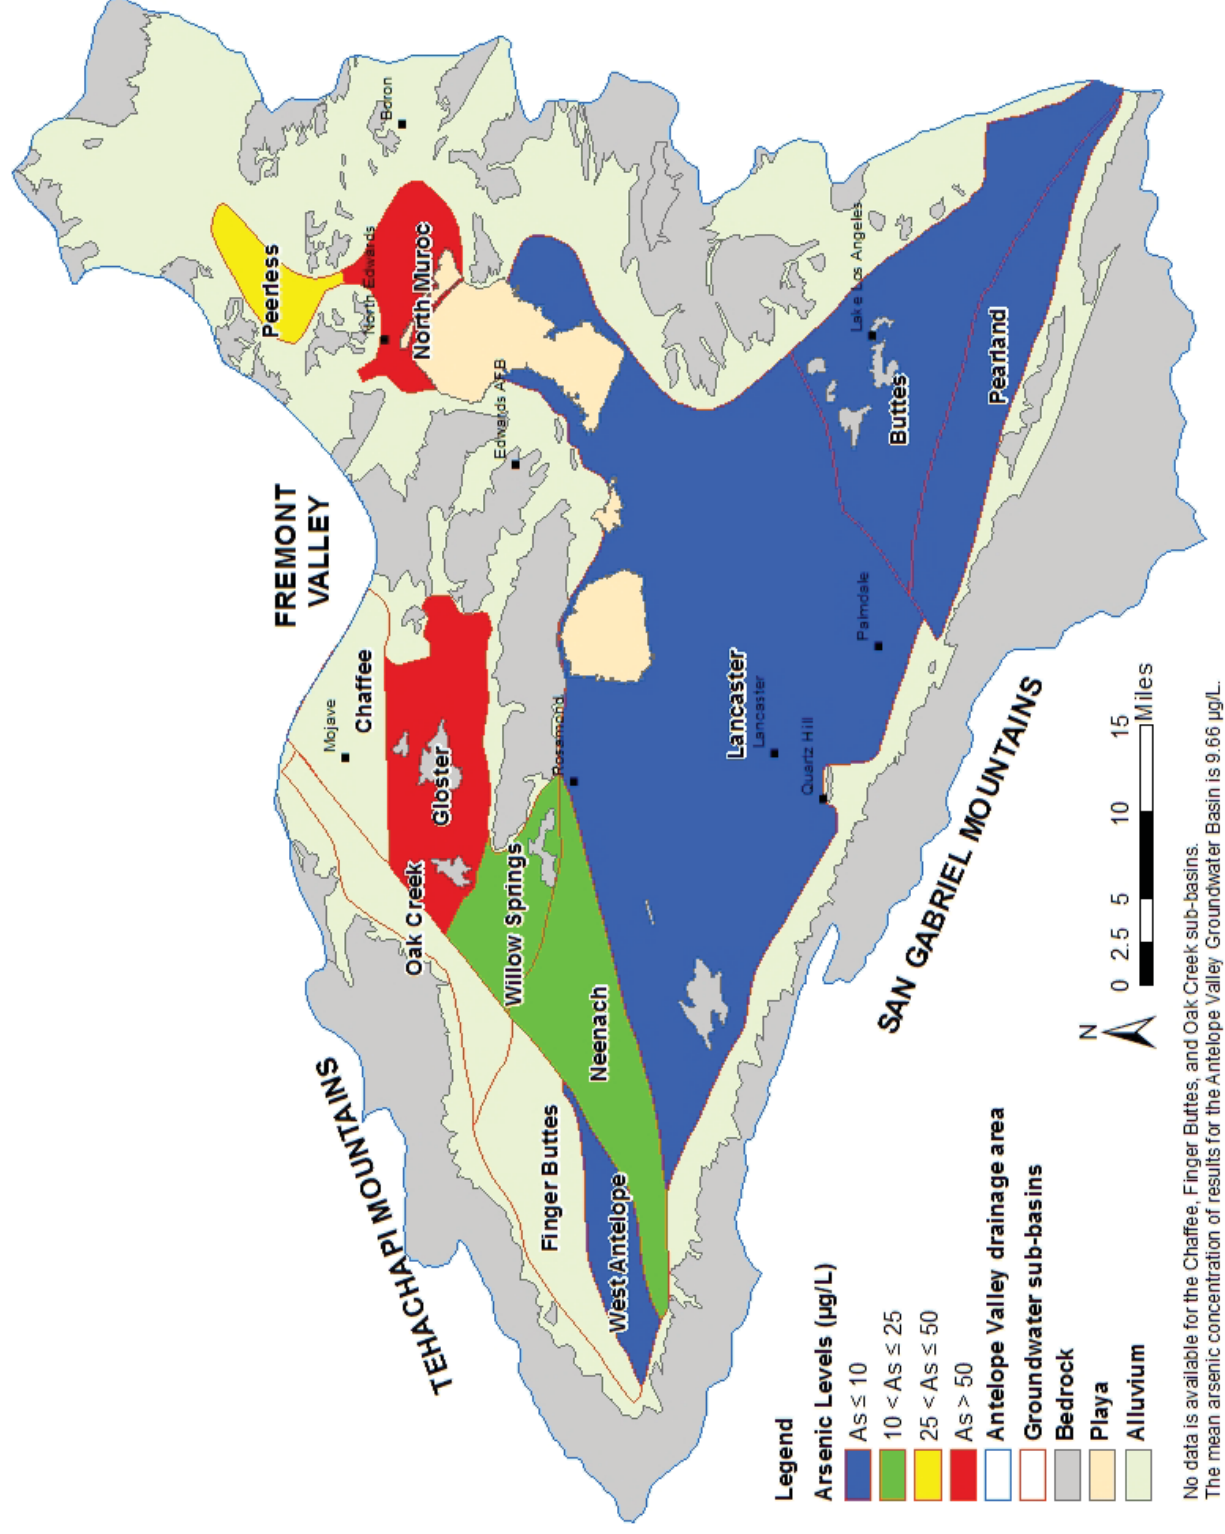 FREMONT
VALLEY
TEHACHAPI MOUNTAINS
SAN GABRIEL MOUNTAINS
Peerless
Boron
North Edwards
North Muroc
Edwards AFB
Mojave
Chaffee
Gloster
Oak Creek
Willow Springs
Rosamond
Neenach
Finger Buttes
West Antelope
Lancaster
Lancaster
Quartz Hill
Palmdale
Lake Los Angeles
Buttes
Pearland
N
0 2.5 5 10 15
Miles
Legend
Arsenic Levels (µg/L)
As ≤ 10
10 < As ≤ 25
25 < As ≤ 50
As > 50
Antelope Valley drainage area
Groundwater sub-basins
Bedrock
Playa
Alluvium
No data is available for the Chaffee, Finger Buttes, and Oak Creek sub-basins.
The mean arsenic concentration of results for the Antelope Valley Groundwater Basin is 9.66 µg/L.